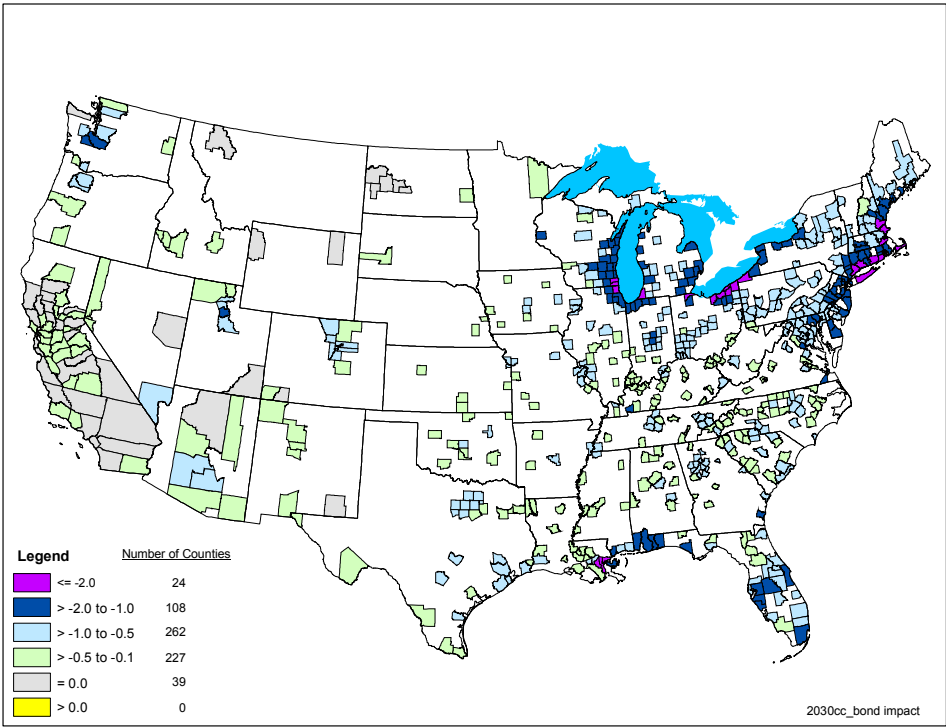 Legend Number of Counties
<= -2.0 24
> -2.0 to -1.0 108
> -1.0 to -0.5 262
> -0.5 to -0.1 227
= 0.0 39
> 0.0 0
2030cc_bond impact